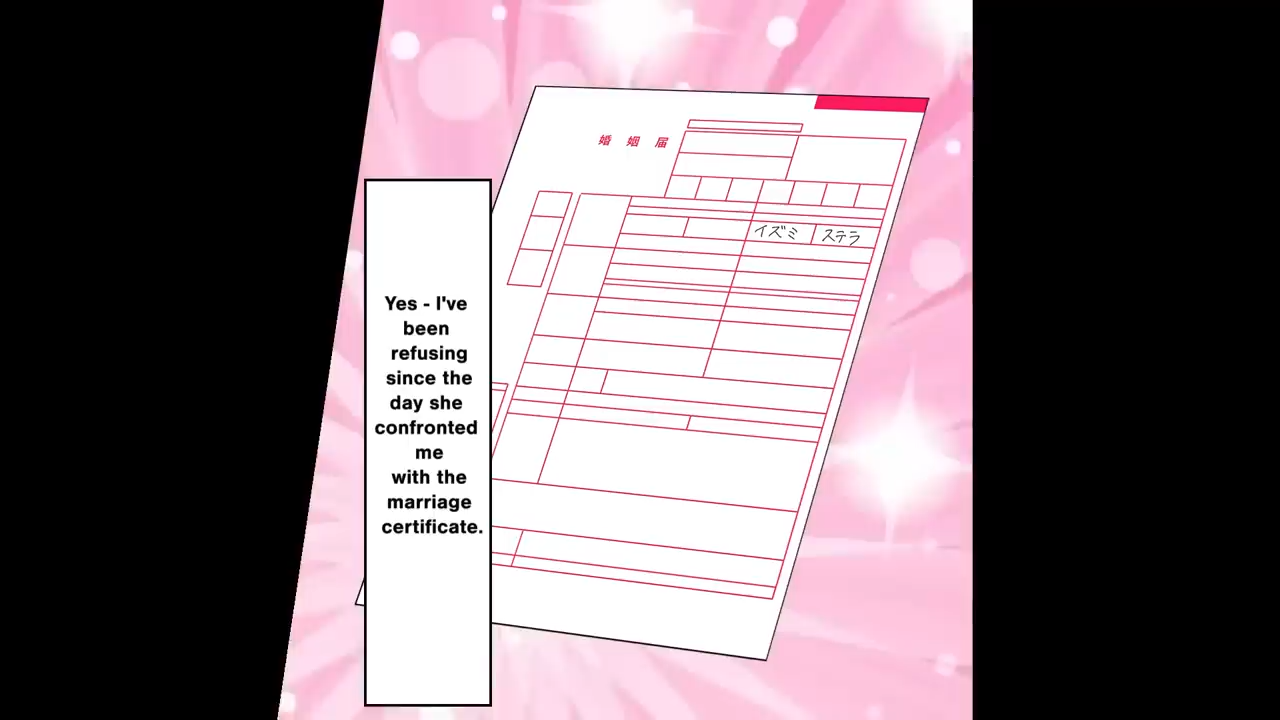 婚姻届
イズミ ステラ
Yes - I've
been
refusing
since the
day she
confronted
me
with the
marriage
certificate.